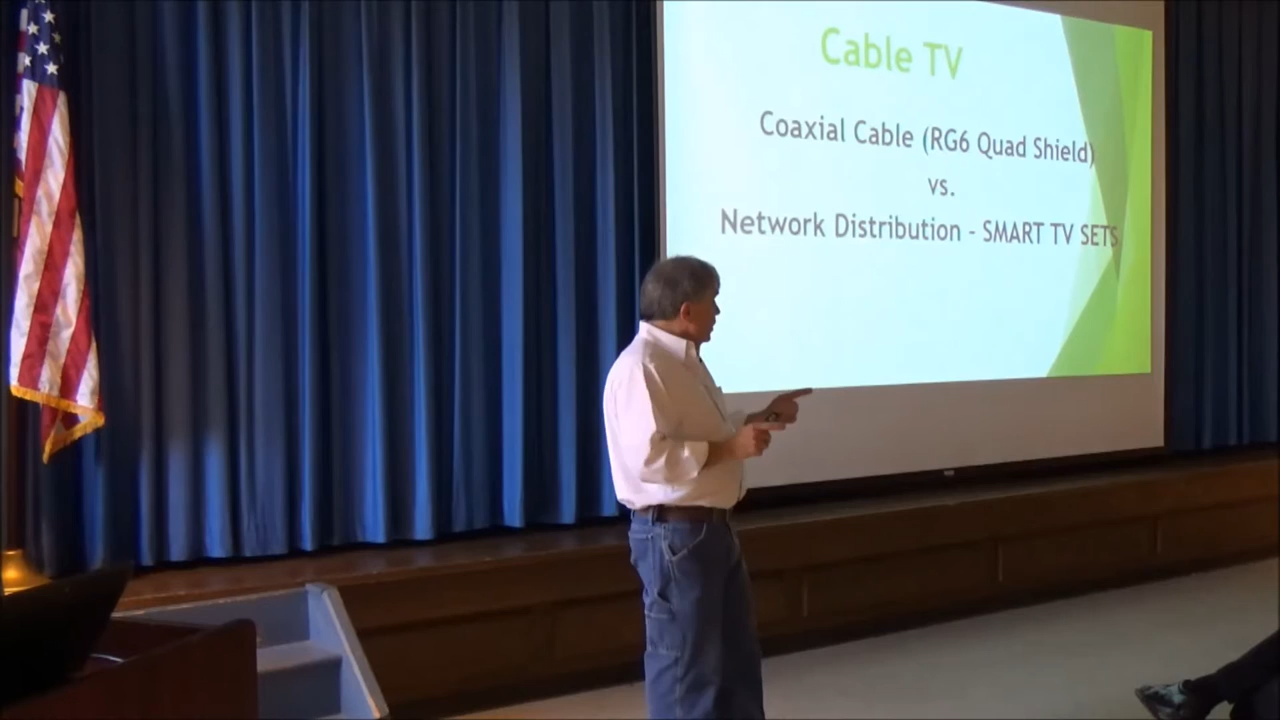 Cable TV
Coaxial Cable (RG6 Quad Shield)
vs.
Network Distribution - SMART TV SETS